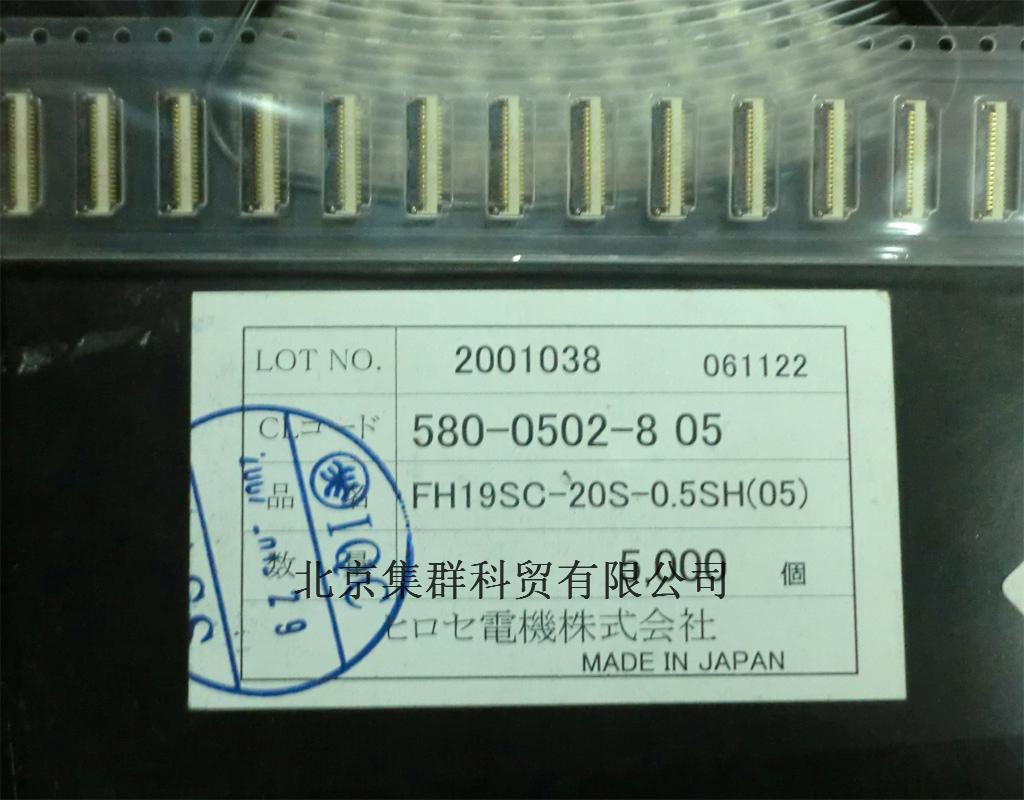 LOT NO. 2001038 061122
CLコード 580-0502-8 05
品名 FH19SC-20S-0.5SH(05)
IQC
数量 5,000 個
北京集群科贸有限公司
ヒロセ電機株式会社
MADE IN JAPAN